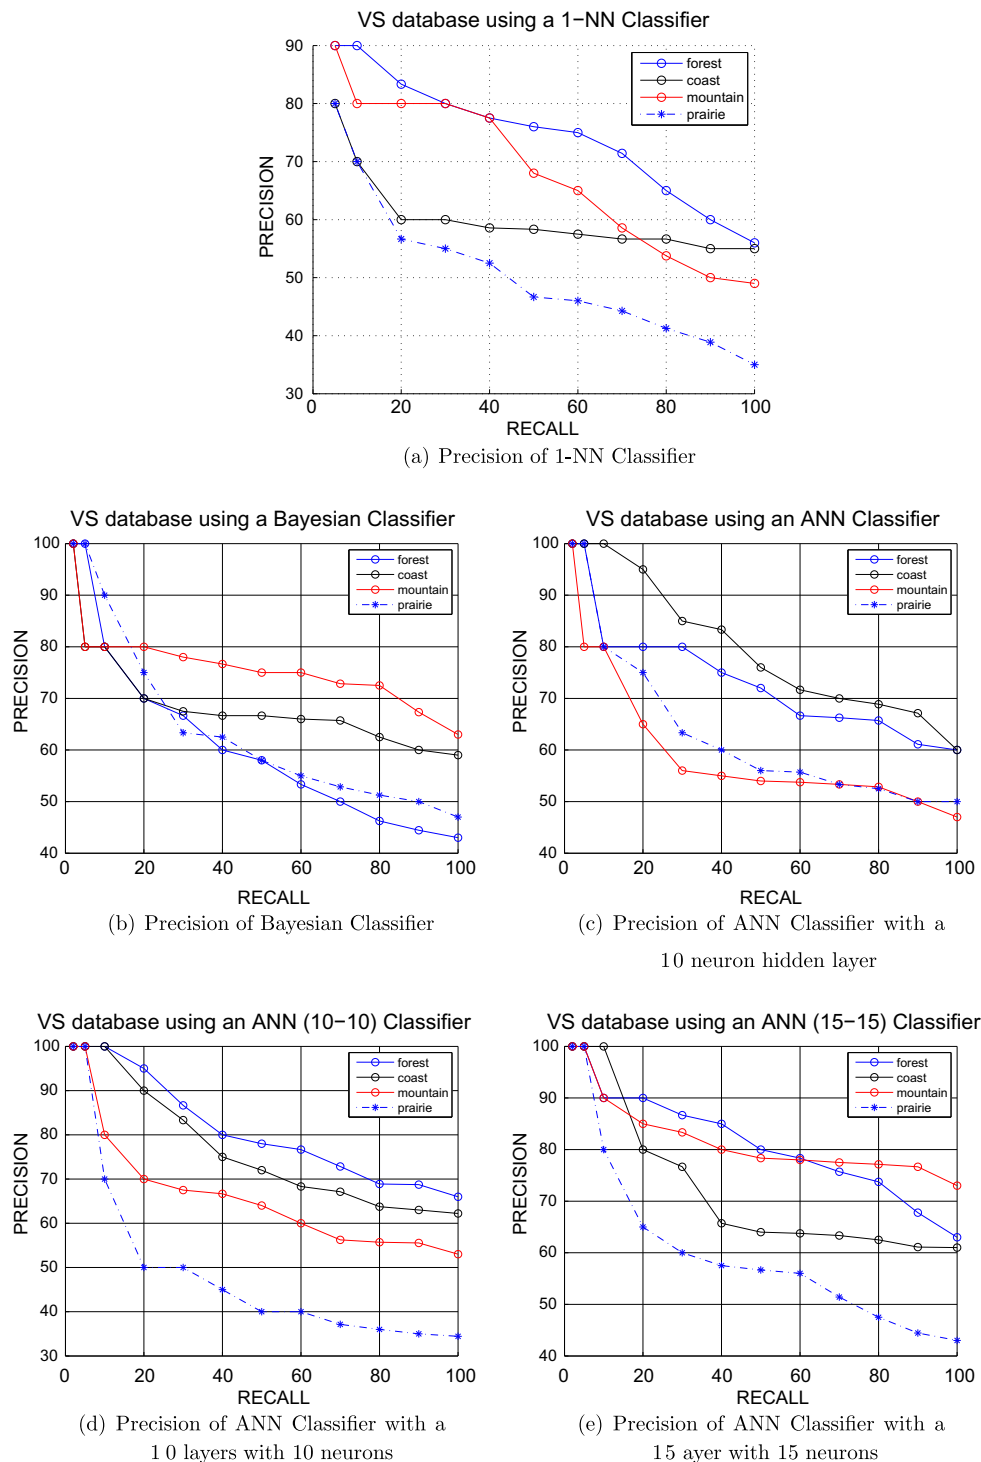 VS database using a 1−NN Classifier
90
80
70
60
50
40
30
PRECISION
forest
coast
mountain
prairie
0 20 40 60 80 100
RECALL
(a) Precision of 1-NN Classifier
VS database using a Bayesian Classifier
100
90
80
70
60
50
40
PRECISION
forest
coast
mountain
prairie
0 20 40 60 80 100
RECALL
(b) Precision of Bayesian Classifier
VS database using an ANN Classifier
100
90
80
70
60
50
40
PRECISION
forest
coast
mountain
prairie
0 20 40 60 80 100
RECAL
(c) Precision of ANN Classifier with a
10 neuron hidden layer
VS database using an ANN (10−10) Classifier
100
90
80
70
60
50
40
30
PRECISION
forest
coast
mountain
prairie
0 20 40 60 80 100
RECALL
(d) Precision of ANN Classifier with a
10 layers with 10 neurons
VS database using an ANN (15−15) Classifier
100
90
80
70
60
50
40
PRECISION
forest
coast
mountain
prairie
0 20 40 60 80 100
RECALL
(e) Precision of ANN Classifier with a
15 ayer with 15 neurons